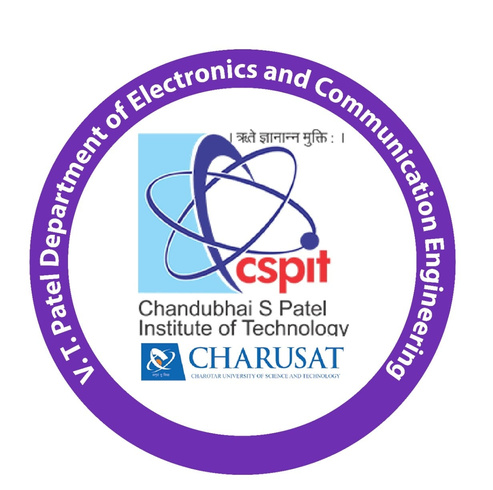 V. T. Patel Department of Electronics and Communication Engineering
। ऋते ज्ञानान्न मुक्ति: ।
cspit
Chandubhai S Patel
Institute of Technology
CHARUSAT
CHAROTAR UNIVERSITY OF SCIENCE AND TECHNOLOGY